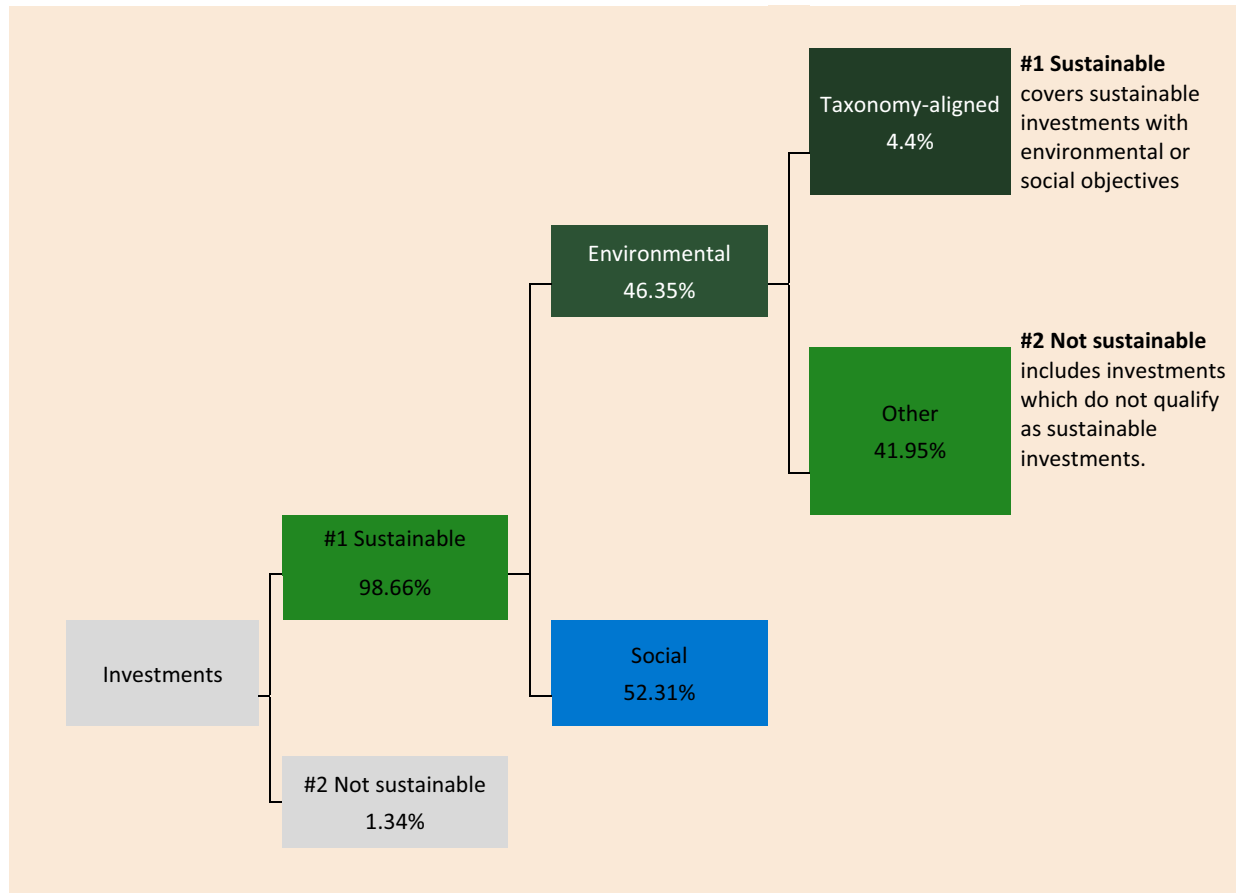 Taxonomy-aligned
4.4%
#1 Sustainable
covers sustainable
investments with
environmental or
social objectives
Environmental
46.35%
#2 Not sustainable
includes investments
which do not qualify
as sustainable
investments.
Other
41.95%
#1 Sustainable
98.66%
Investments
Social
52.31%
#2 Not sustainable
1.34%